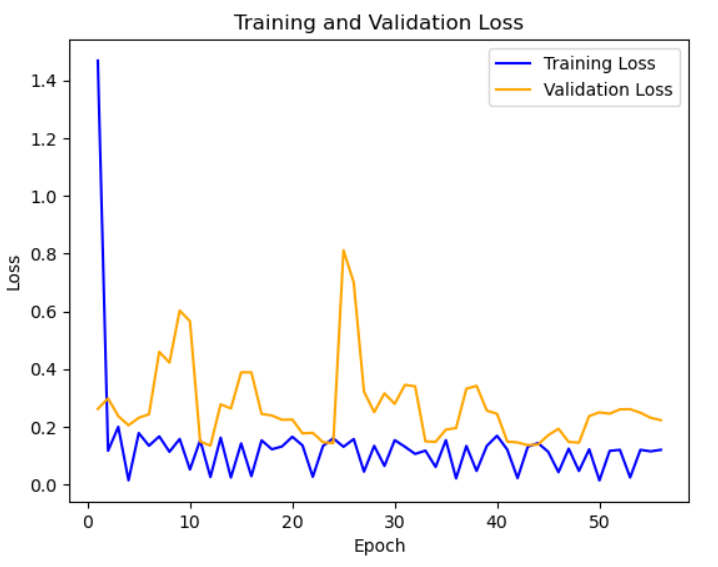 Training and Validation Loss
Training Loss
Validation Loss
1.4
1.2
1.0
0.8
0.6
0.4
0.2
0.0
Loss
0 10 20 30 40 50
Epoch